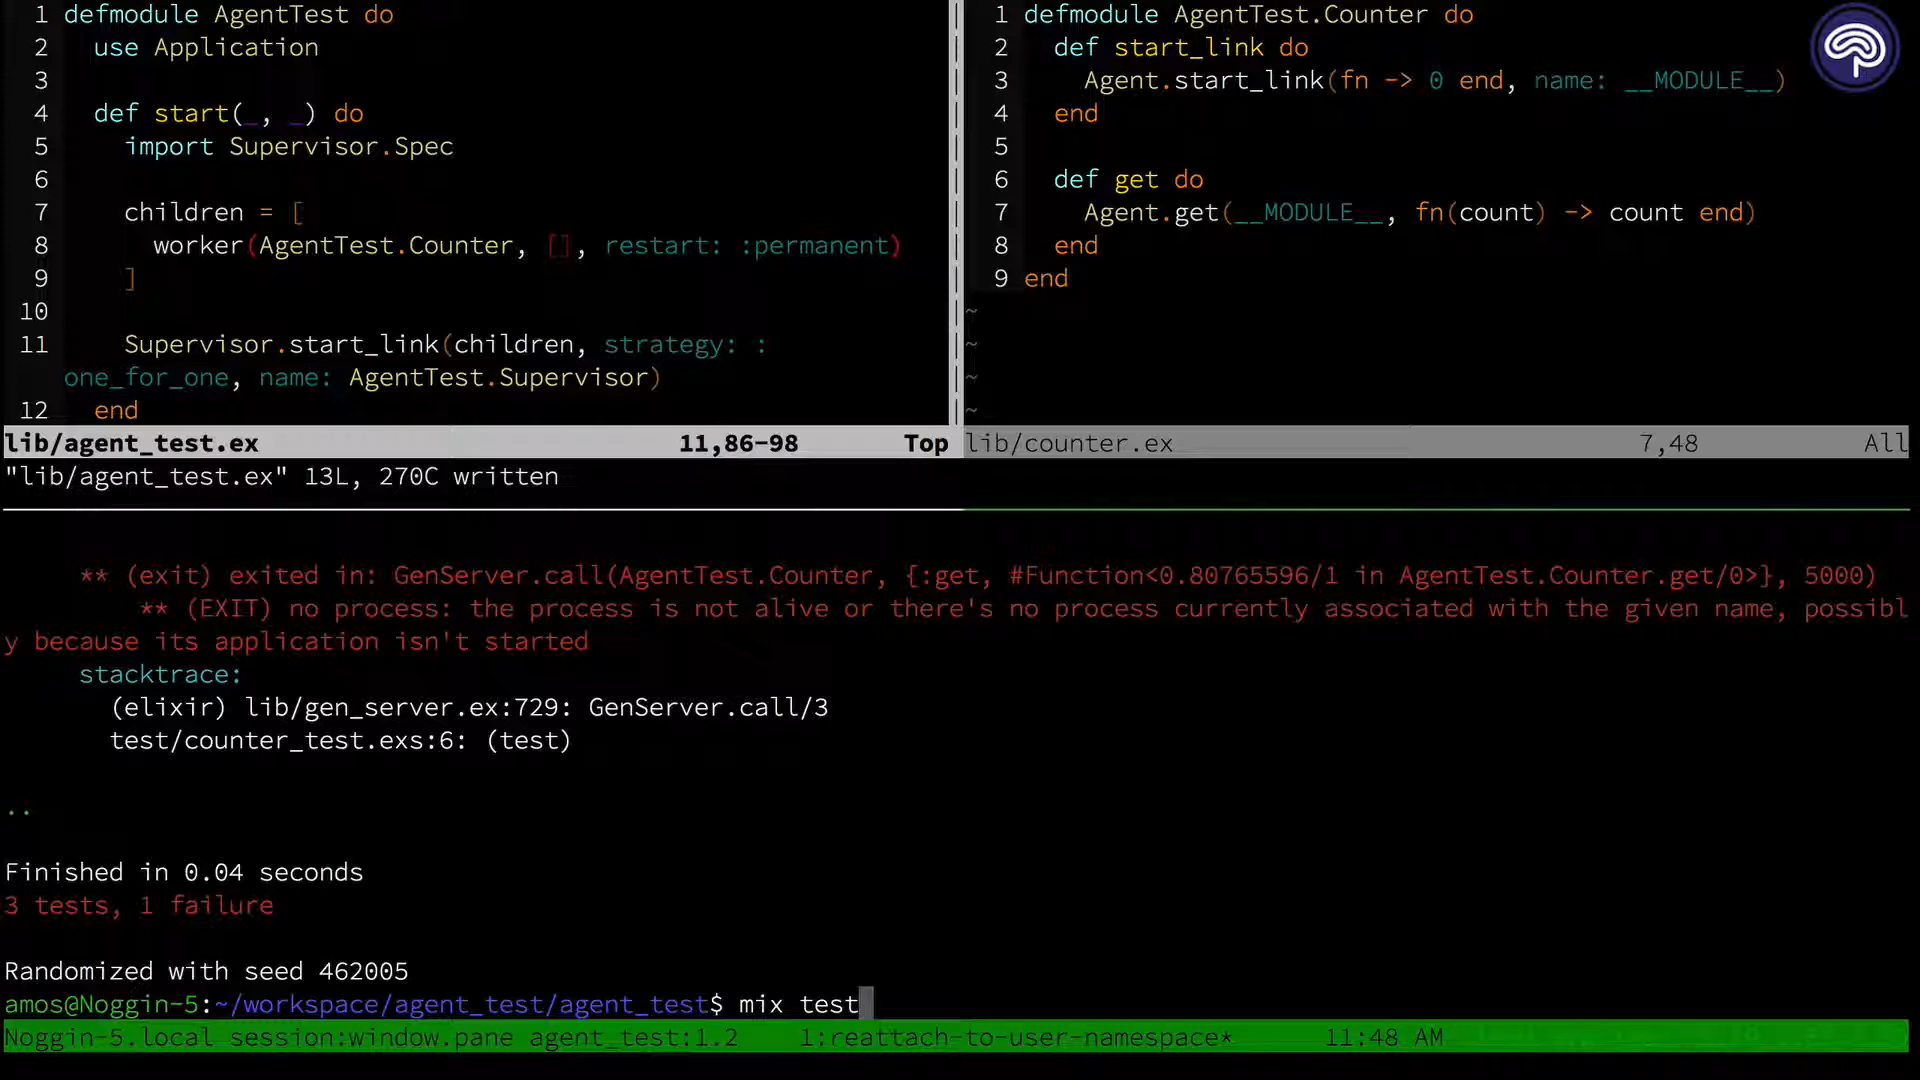 1 defmodule AgentTest do
2   use Application
3
4   def start(_, _) do
5     import Supervisor.Spec
6
7     children = [
8       worker(AgentTest.Counter, [], restart: :permanent)
9     ]
10
11     Supervisor.start_link(children, strategy: :
one_for_one, name: AgentTest.Supervisor)
12   end
lib/agent_test.ex 11,86-98 Top
"lib/agent_test.ex" 13L, 270C written
1 defmodule AgentTest.Counter do
2   def start_link do
3     Agent.start_link(fn -> 0 end, name: __MODULE__)
4   end
5
6   def get do
7     Agent.get(__MODULE__, fn(count) -> count end)
8   end
9 end
~
~
~
~
lib/counter.ex 7,48 All
** (exit) exited in: GenServer.call(AgentTest.Counter, {:get, #Function<0.80765596/1 in AgentTest.Counter.get/0>}, 5000)
** (EXIT) no process: the process is not alive or there's no process currently associated with the given name, possibl
y because its application isn't started
stacktrace:
(elixir) lib/gen_server.ex:729: GenServer.call/3
test/counter_test.exs:6: (test)
..
Finished in 0.04 seconds
3 tests, 1 failure
Randomized with seed 462005
amos@Noggin-5:~/workspace/agent_test/agent_test$ mix test
Noggin-5.local session:window.pane agent_test:1.2 1:reattach-to-user-namespace* 11:48 AM